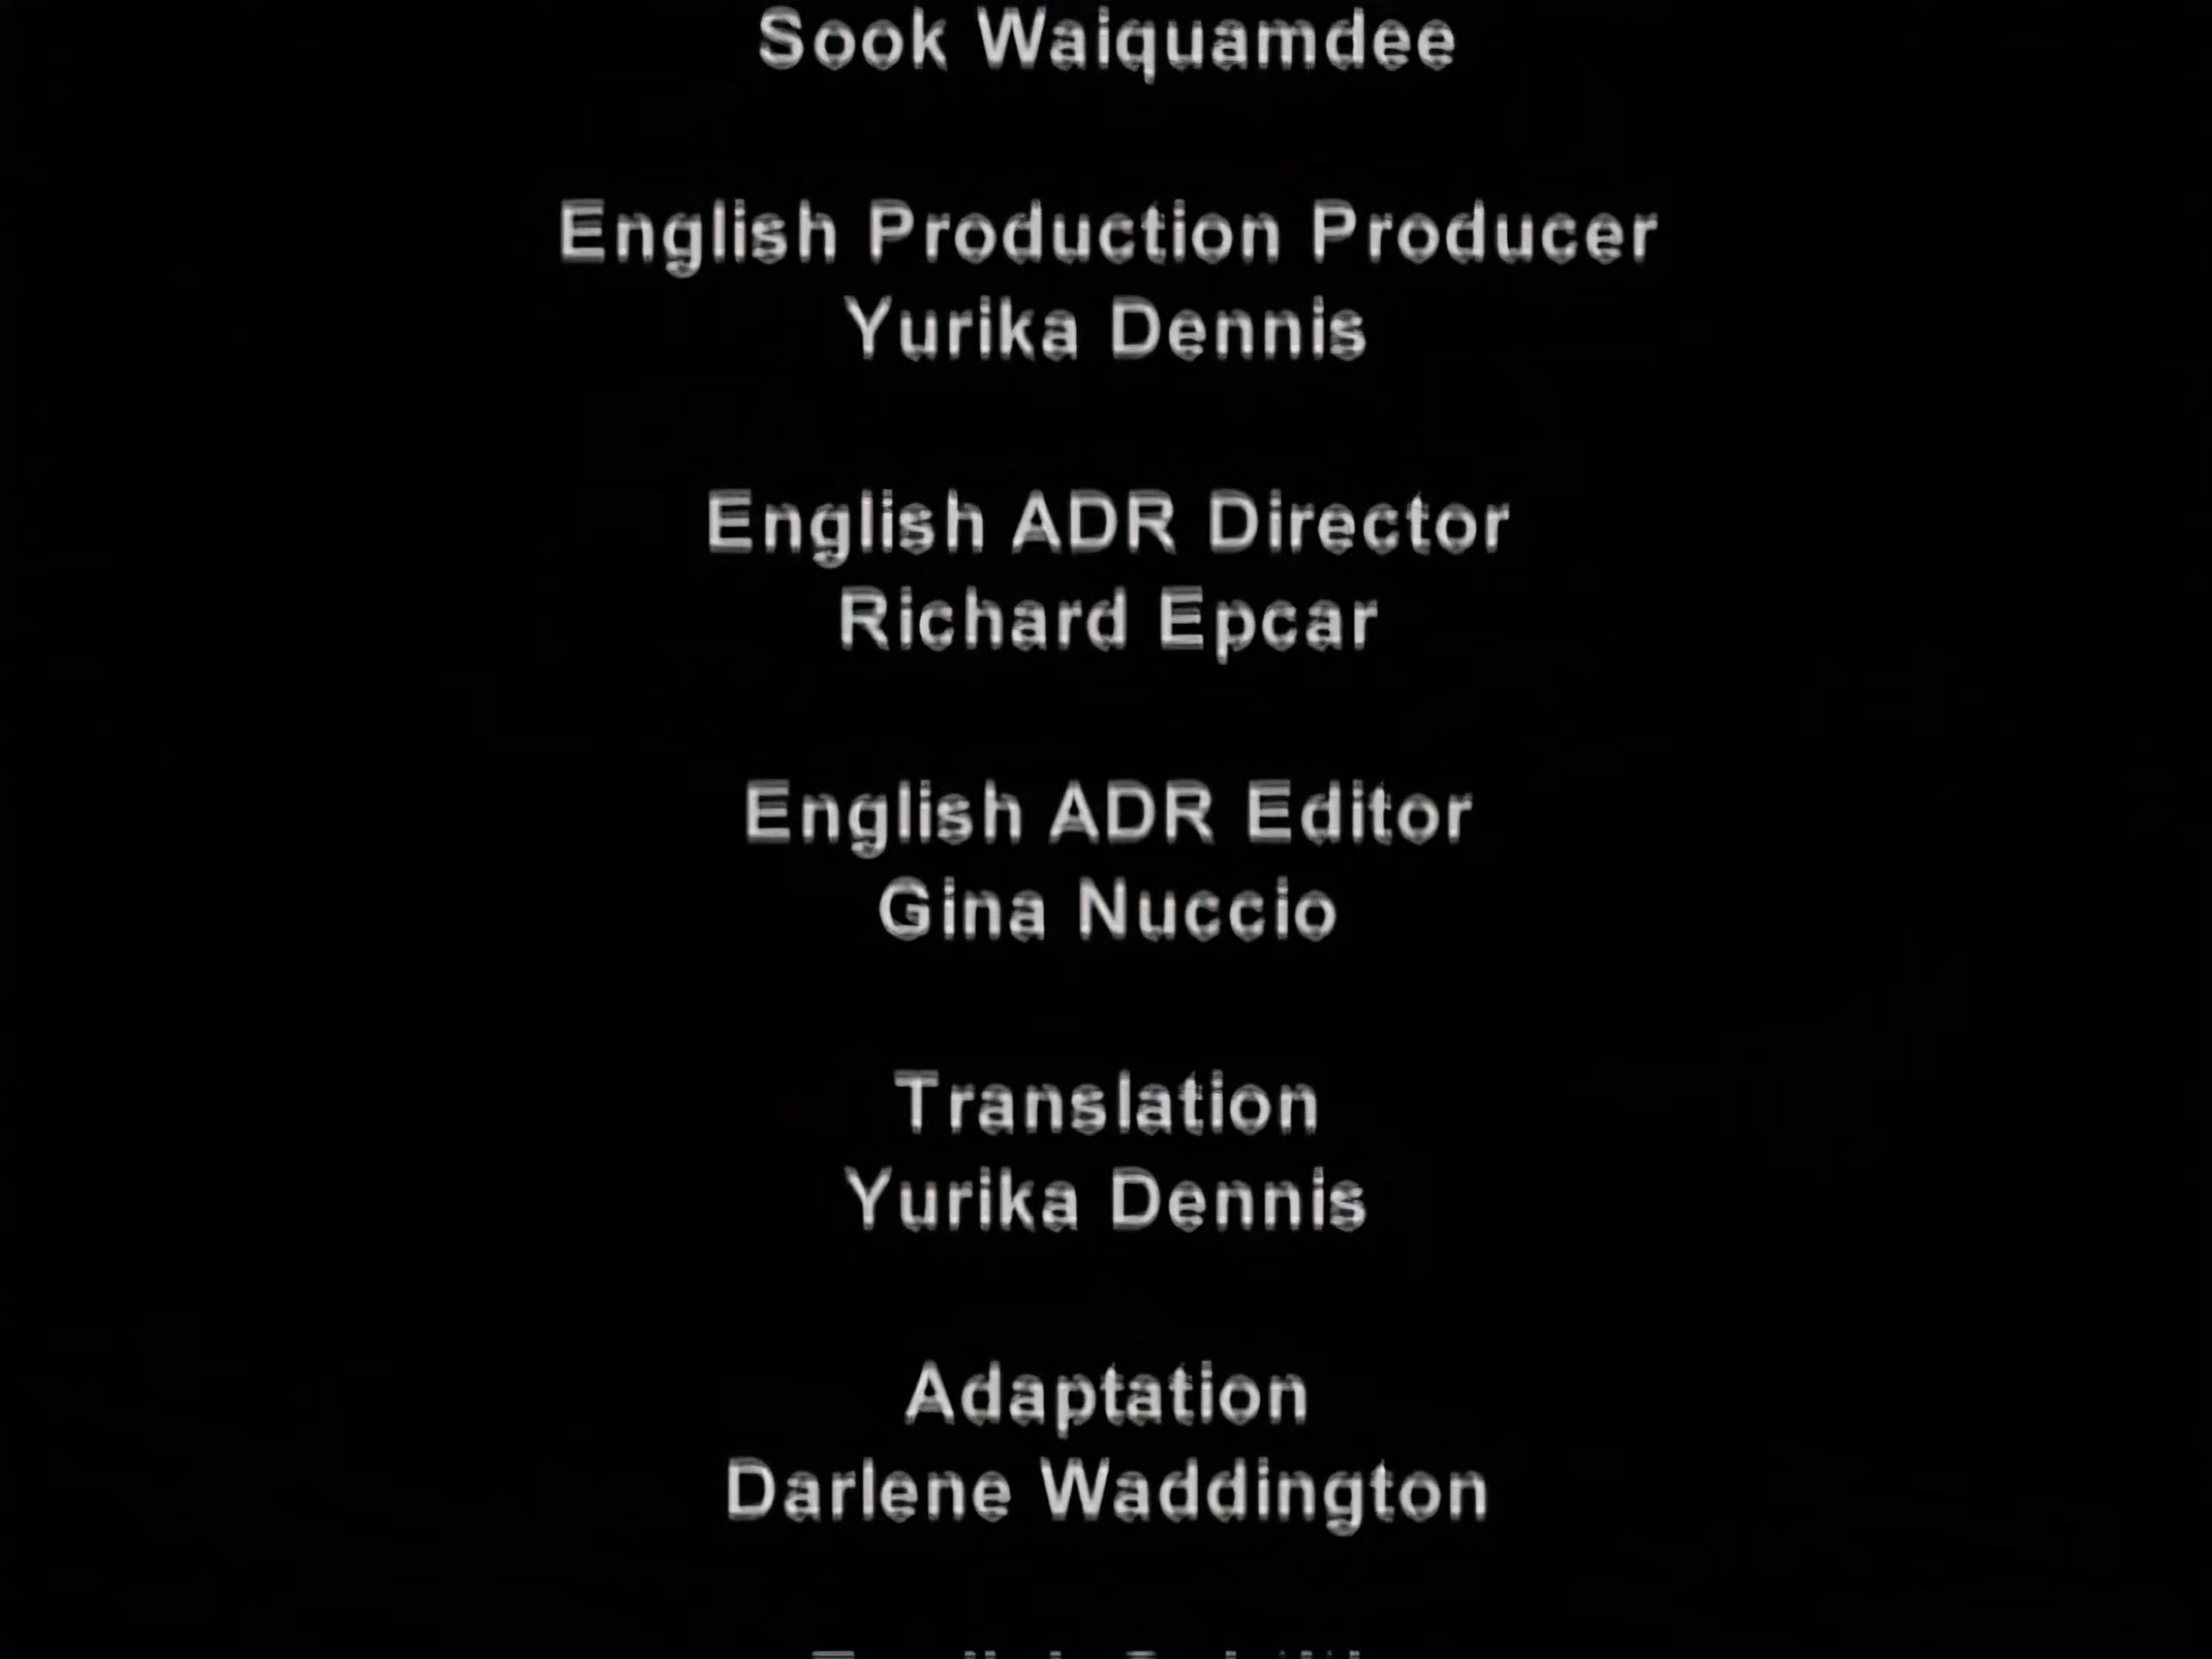 Sook Waiquamdee
English Production Producer
Yurika Dennis
English ADR Director
Richard Epcar
English ADR Editor
Gina Nuccio
Translation
Yurika Dennis
Adaptation
Darlene Waddington